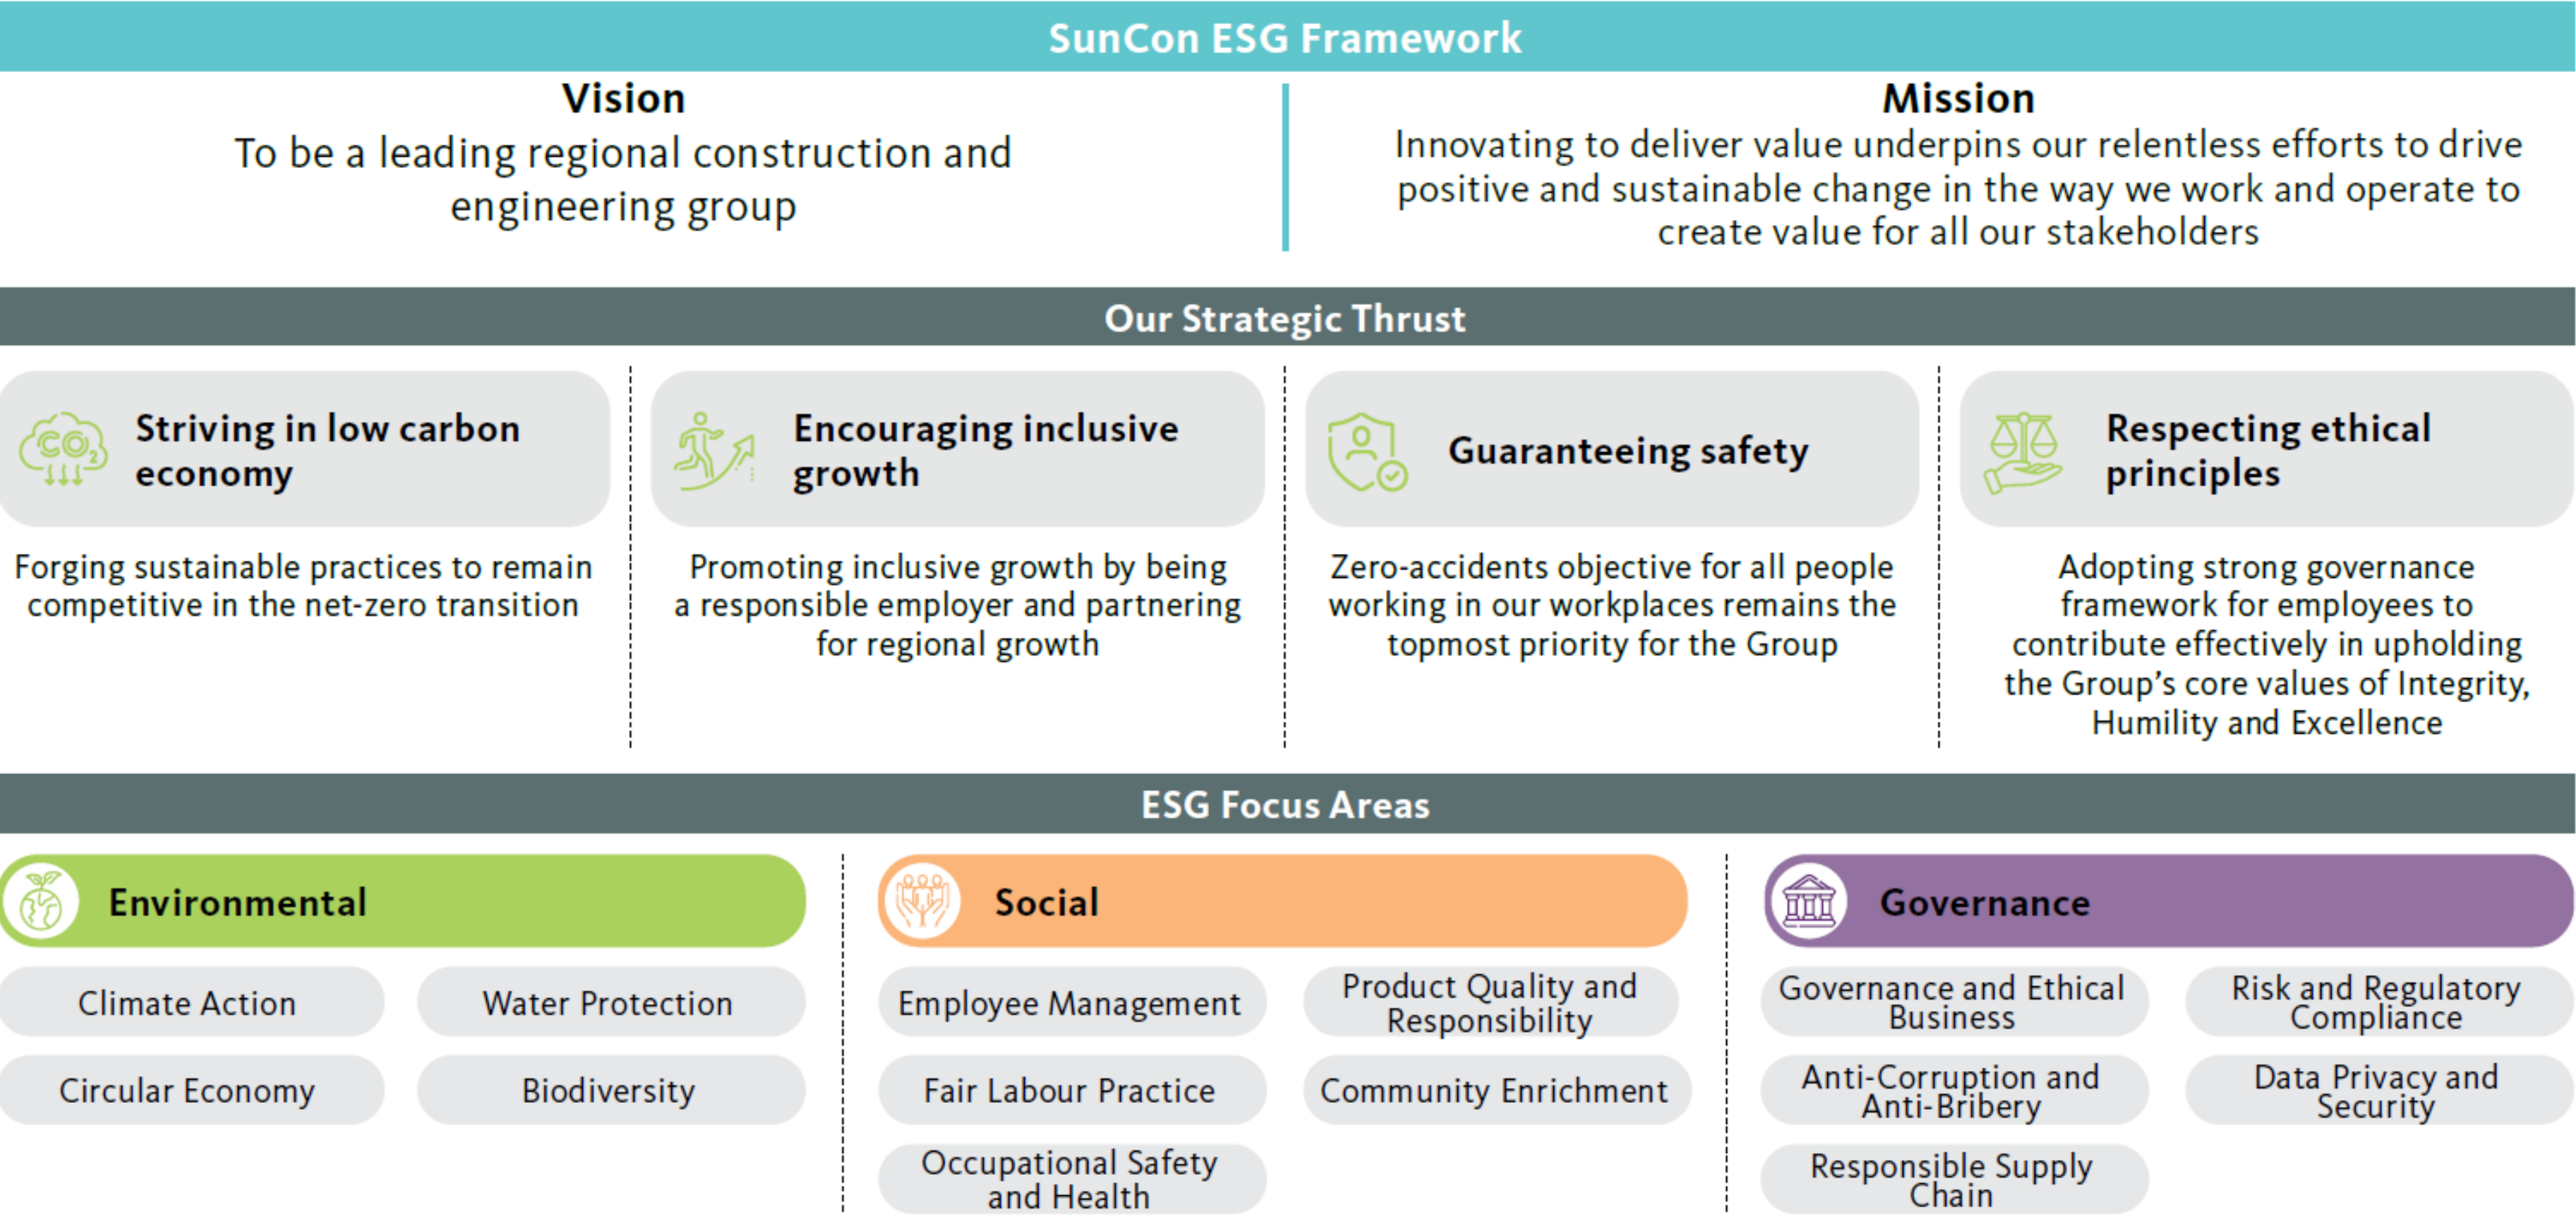 SunCon ESG Framework
Vision
To be a leading regional construction and
engineering group
Mission
Innovating to deliver value underpins our relentless efforts to drive
positive and sustainable change in the way we work and operate to
create value for all our stakeholders
Our Strategic Thrust
CO2
Striving in low carbon
economy
Forging sustainable practices to remain
competitive in the net-zero transition
Encouraging inclusive
growth
Promoting inclusive growth by being
a responsible employer and partnering
for regional growth
Guaranteeing safety
Zero-accidents objective for all people
working in our workplaces remains the
topmost priority for the Group
Respecting ethical
principles
Adopting strong governance
framework for employees to
contribute effectively in upholding
the Group’s core values of Integrity,
Humility and Excellence
ESG Focus Areas
Environmental
Climate Action
Water Protection
Circular Economy
Biodiversity
Social
Employee Management
Product Quality and
Responsibility
Fair Labour Practice
Community Enrichment
Occupational Safety
and Health
Governance
Governance and Ethical
Business
Risk and Regulatory
Compliance
Anti-Corruption and
Anti-Bribery
Data Privacy and
Security
Responsible Supply
Chain